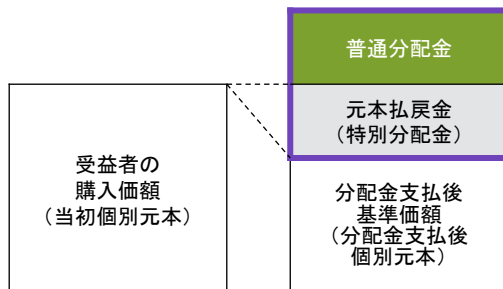 普通分配金
元本払戻金
（特別分配金）
受益者の
購入価額
（当初個別元本）
分配金支払後
基準価額
（分配金支払後
個別元本）